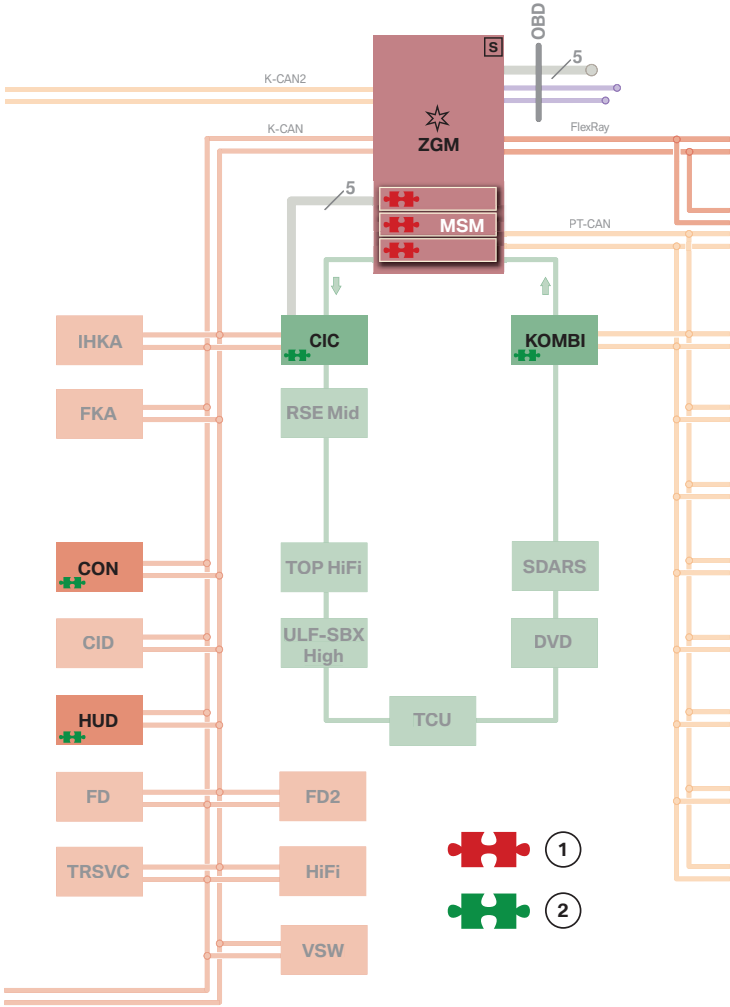 OBD
S
5
K-CAN2
K-CAN
ZGM
FlexRay
5
MSM
PT-CAN
IHKA
CIC
KOMBI
FKA
RSE Mid
CON
TOP HiFi
SDARS
CID
ULF-SBX
High
DVD
HUD
TCU
FD
FD2
1
TRSVC
HiFi
2
VSW